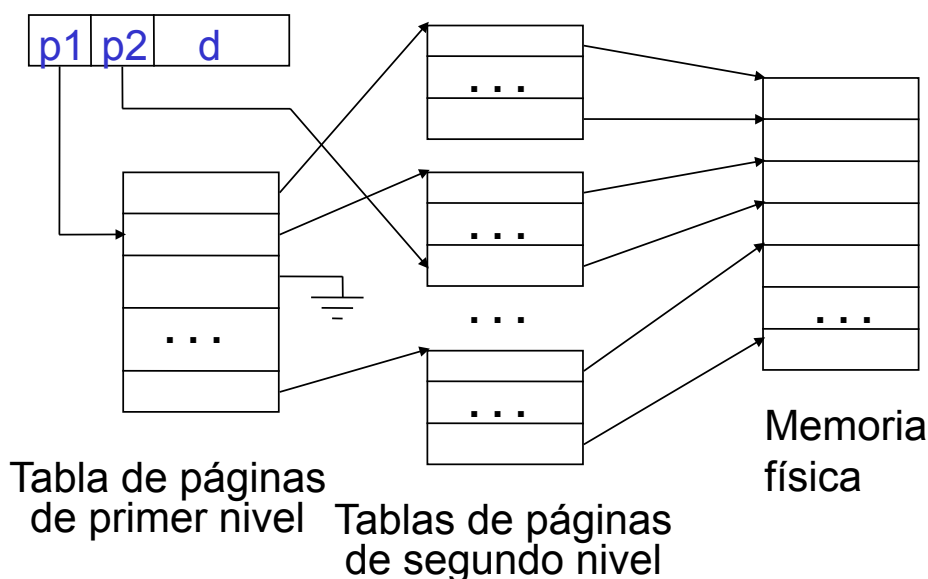 p1 p2 d
. . .
. . .
. . .
. . .
. . .
. . .
Tabla de páginas
de primer nivel
Tablas de páginas
de segundo nivel
Memoria
física